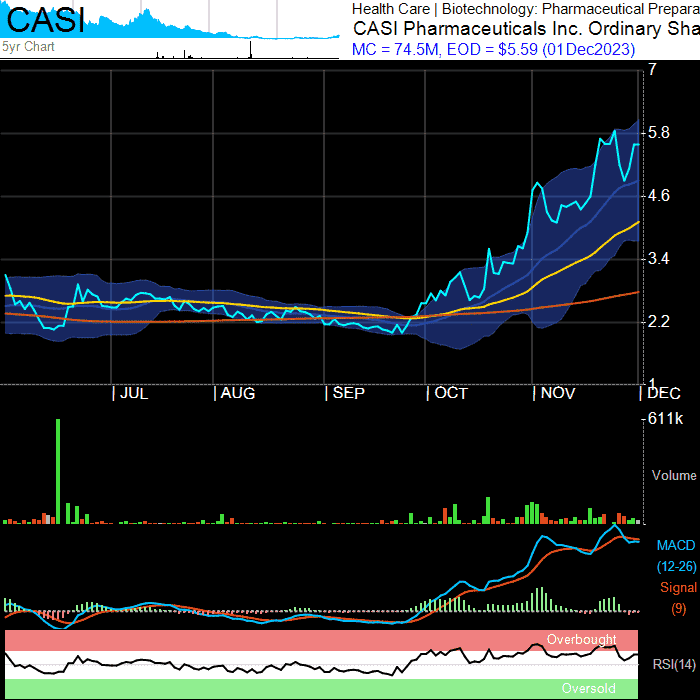 CASI
5yr Chart
Health Care | Biotechnology: Pharmaceutical Prepara
CASI Pharmaceuticals Inc. Ordinary Sha
MC = 74.5M, EOD = $5.59 (01Dec2023)
7
5.8
4.6
3.4
2.2
1
JUL
AUG
SEP
OCT
NOV
DEC
611k
Volume
MACD
(12-26)
Signal
(9)
Overbought
RSI(14)
Oversold